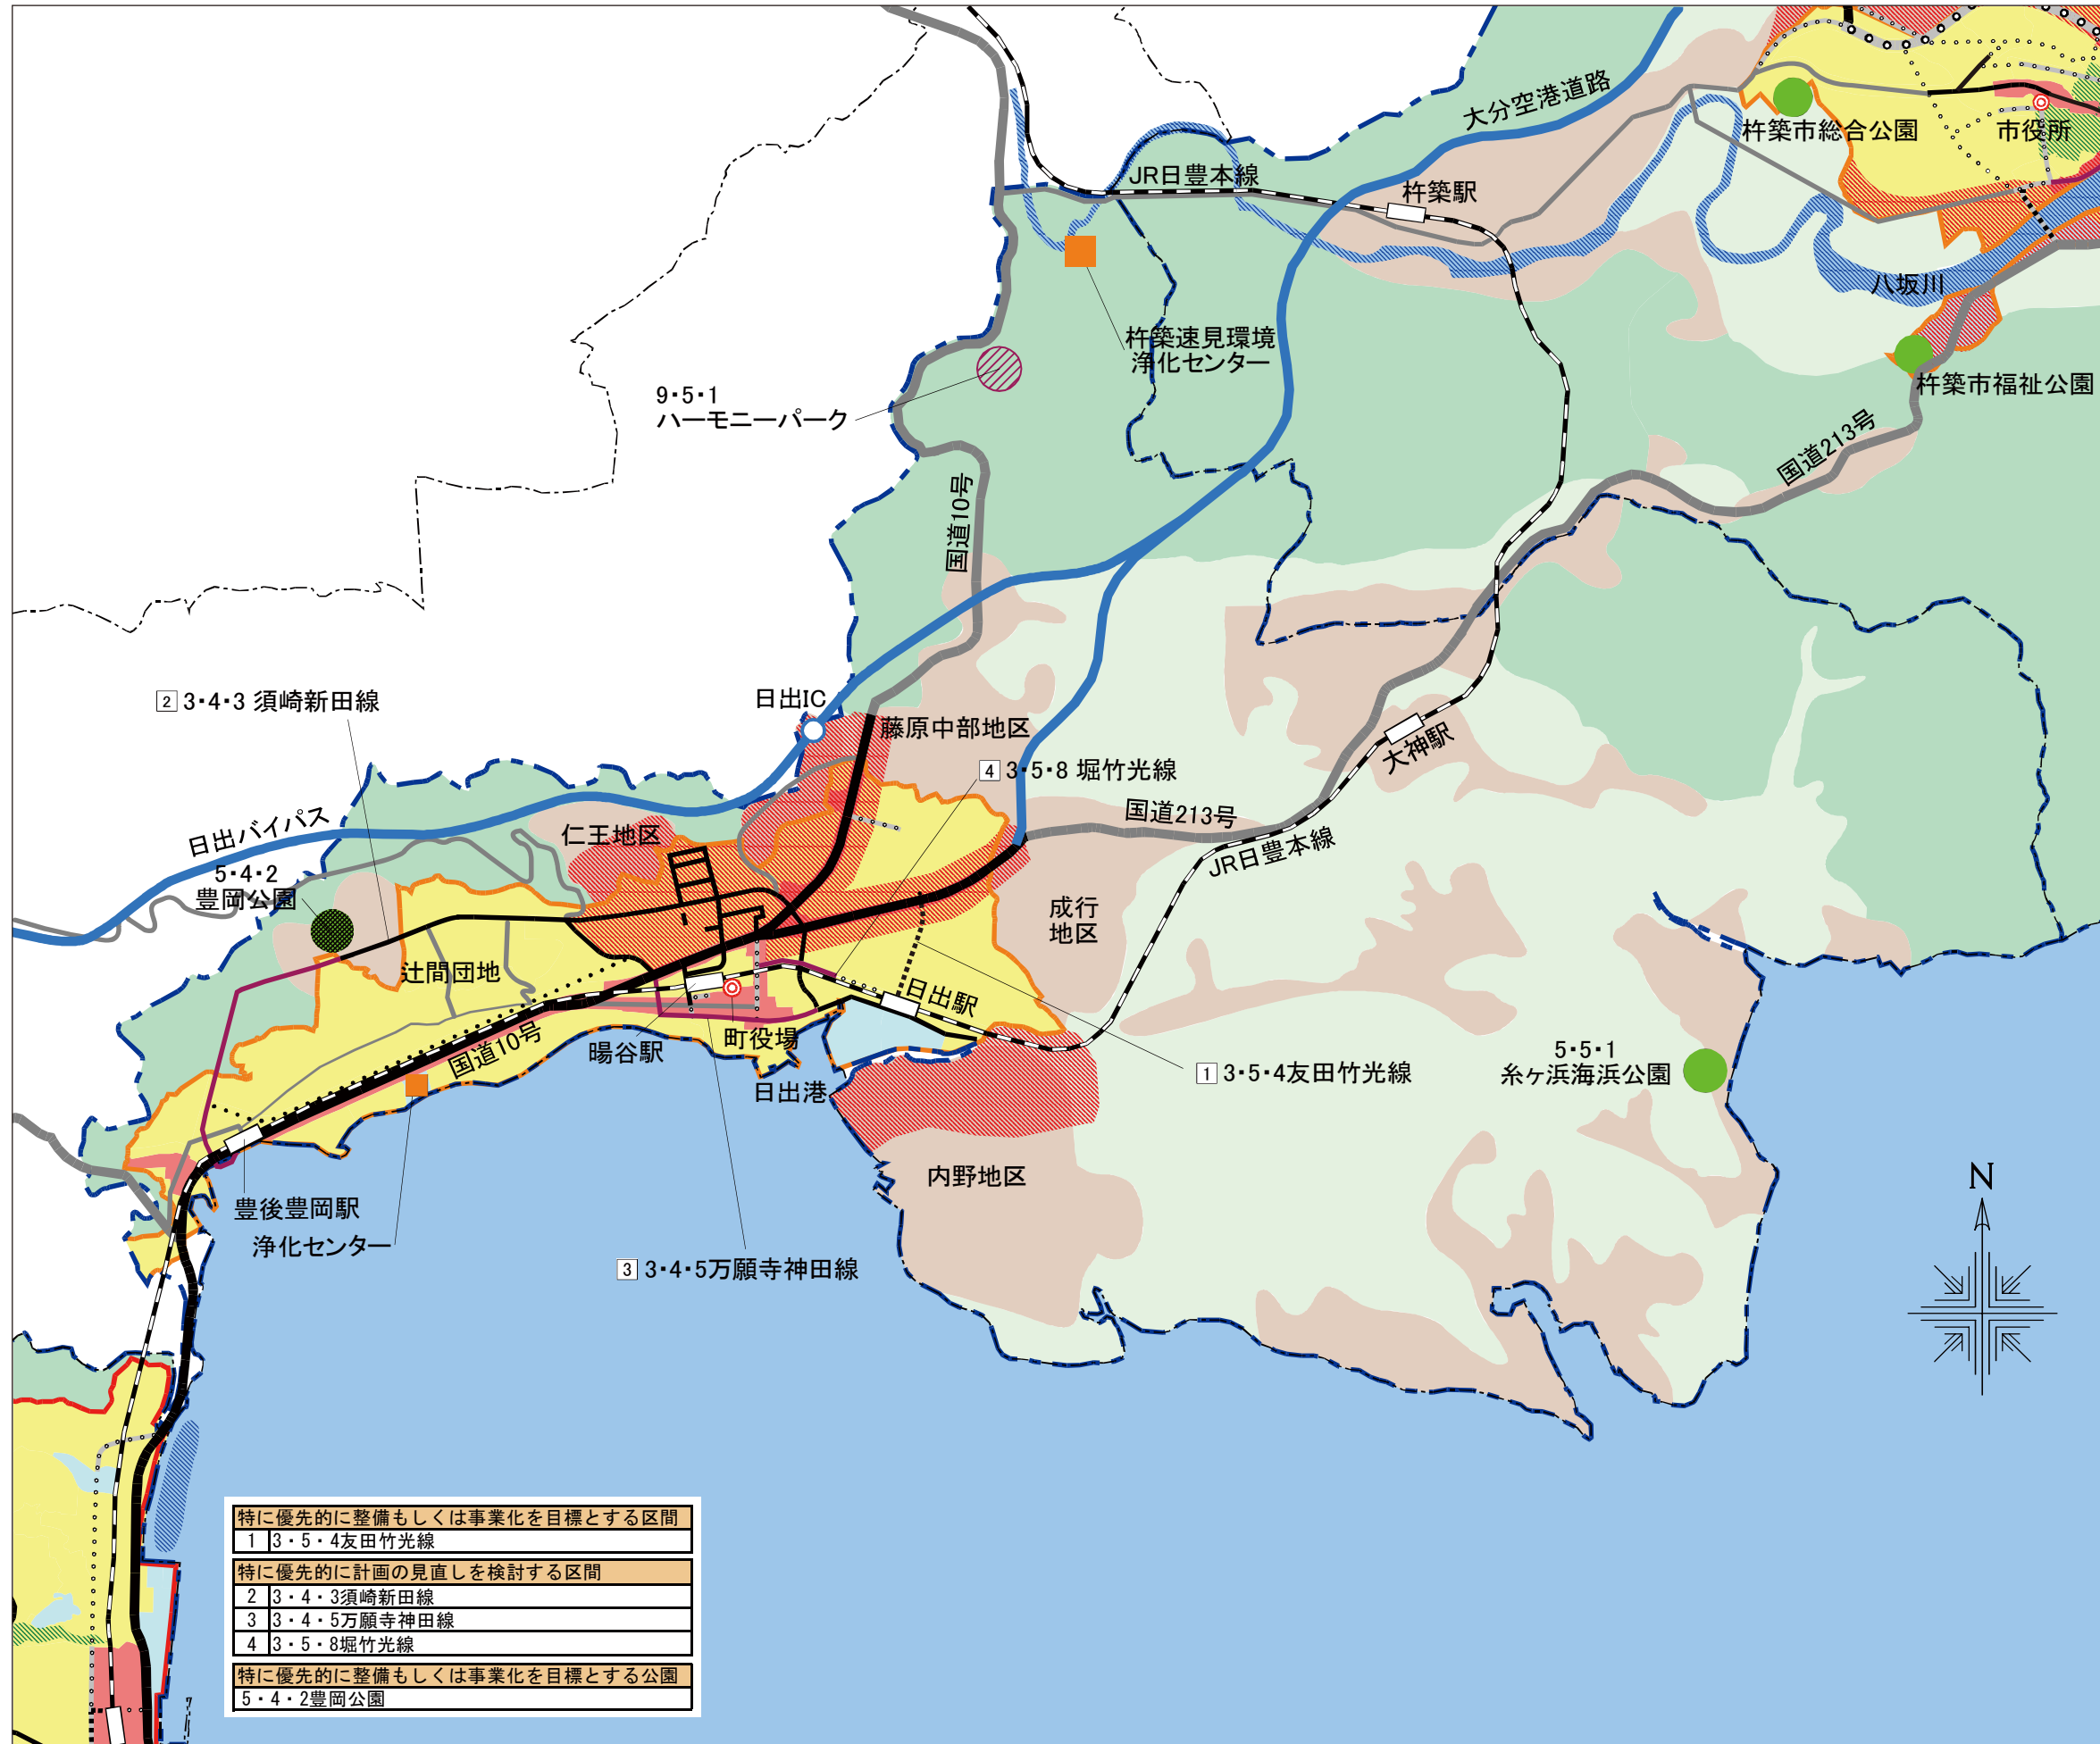 大分空港道路
杵築市総合公園
市役所
JR日豊本線
杵築駅
八坂川
杵築速見環境
浄化センター
杵築市福祉公園
9・5・1
ハーモニーパーク
国道213号
国道10号
2 3・4・3 須崎新田線
日出IC
藤原中部地区
4 3・5・8 堀竹光線
大神駅
国道213号
日出バイパス
仁王地区
JR日豊本線
5・4・2
豊岡公園
成行
地区
辻間団地
日出駅
国道10号
暘谷駅
町役場
5・5・1
糸ヶ浜海浜公園
1 3・5・4友田竹光線
日出港
内野地区
N
豊後豊岡駅
浄化センター
3 3・4・5万願寺神田線
特に優先的に整備もしくは事業化を目標とする区間
1 3・5・4友田竹光線
特に優先的に計画の見直しを検討する区間
2 3・4・3須崎新田線
3 3・4・5万願寺神田線
4 3・5・8堀竹光線
特に優先的に整備もしくは事業化を目標とする公園
5・4・2豊岡公園